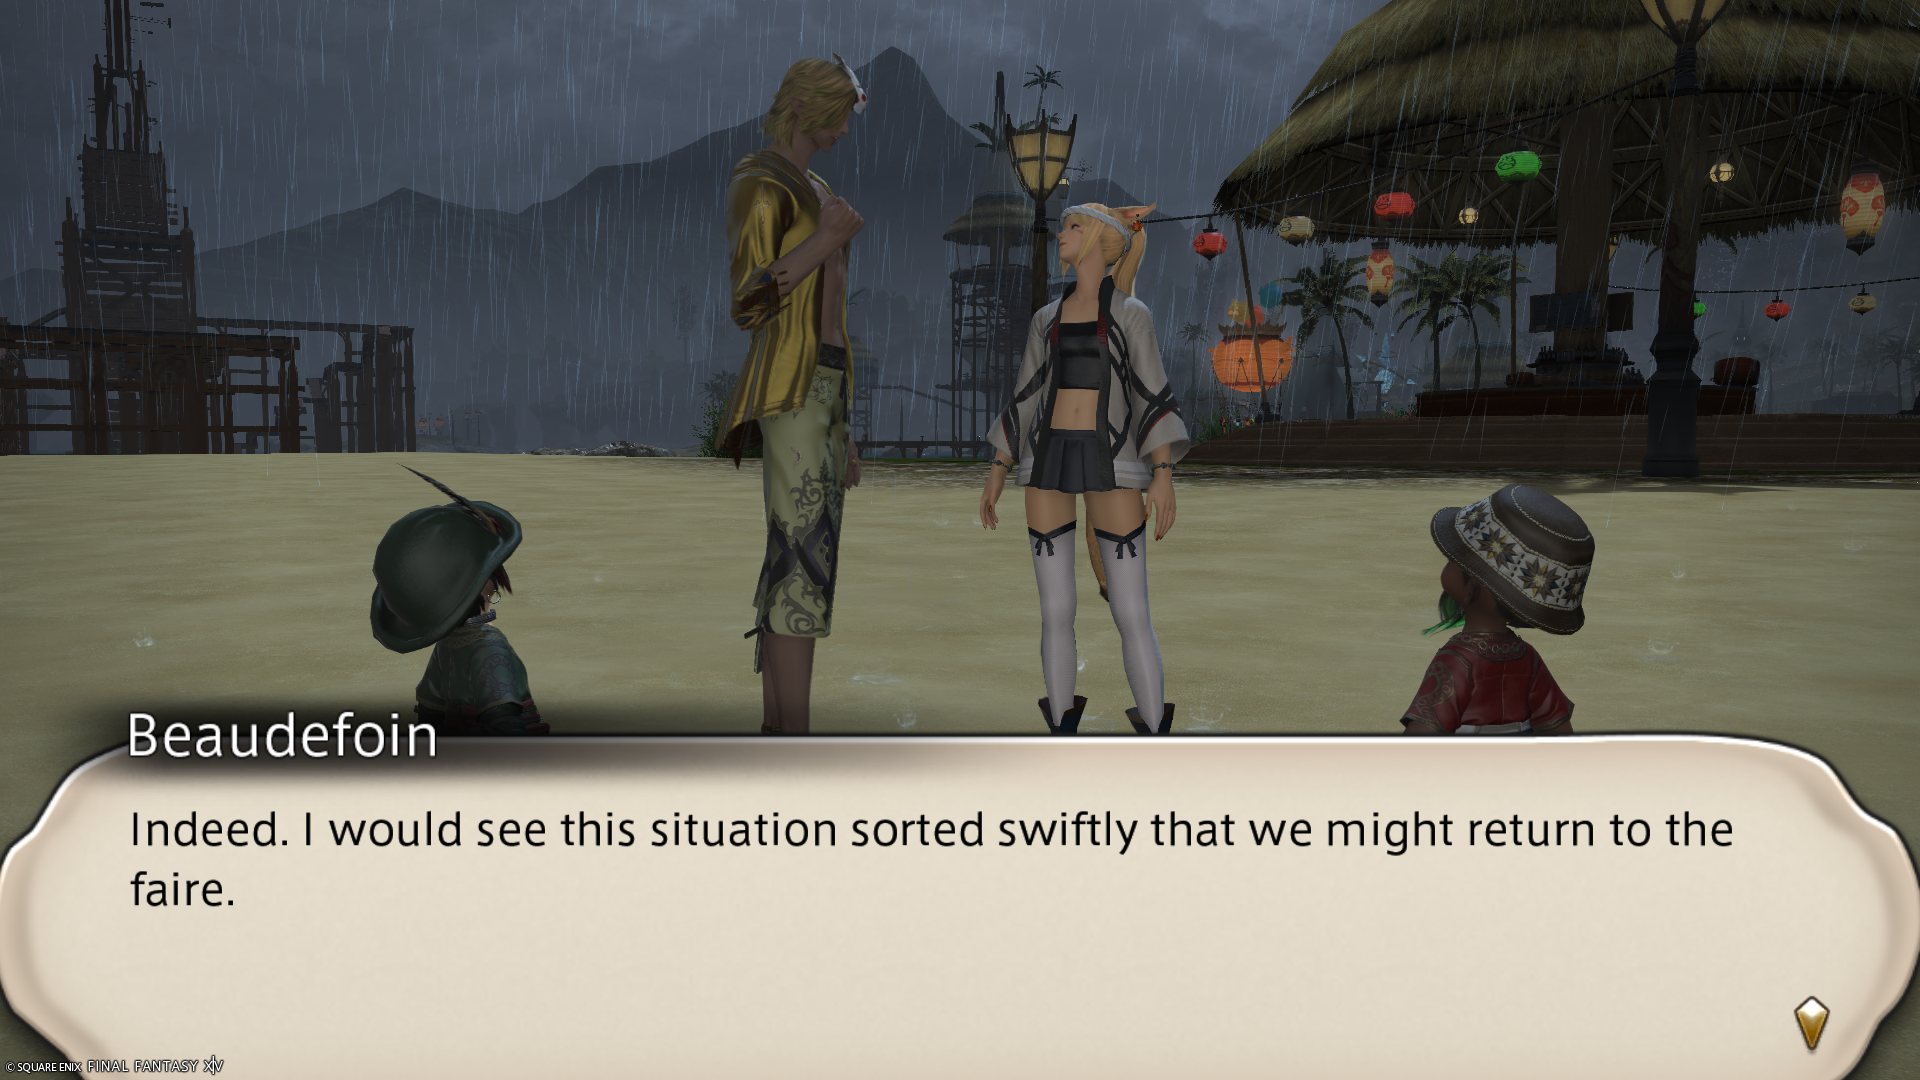 Beaudefoin
Indeed. I would see this situation sorted swiftly that we might return to the
faire.
© SQUARE ENIX FINAL FANTASY XIV